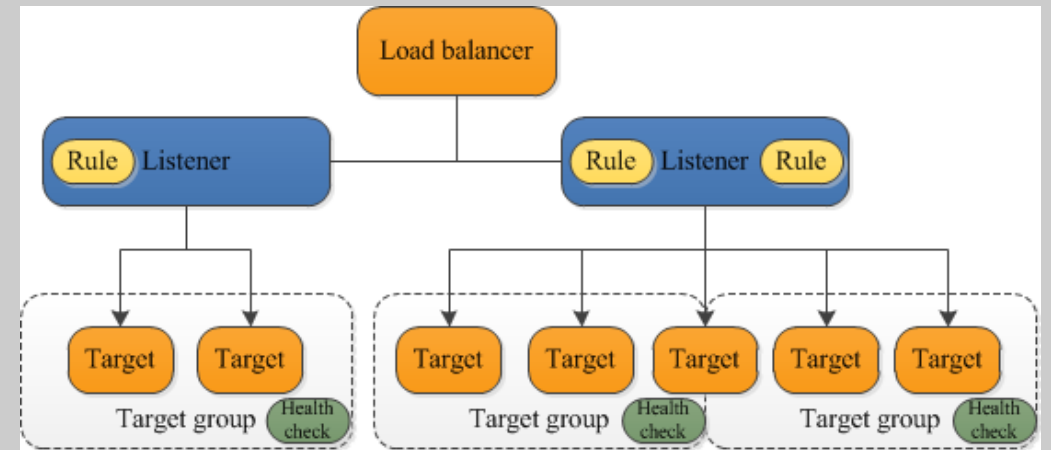 Load balancer
Rule Listener
Rule Listener Rule
Target Target
Target Target Target Target Target
Target group Health check
Target group Health check
Target group Health check